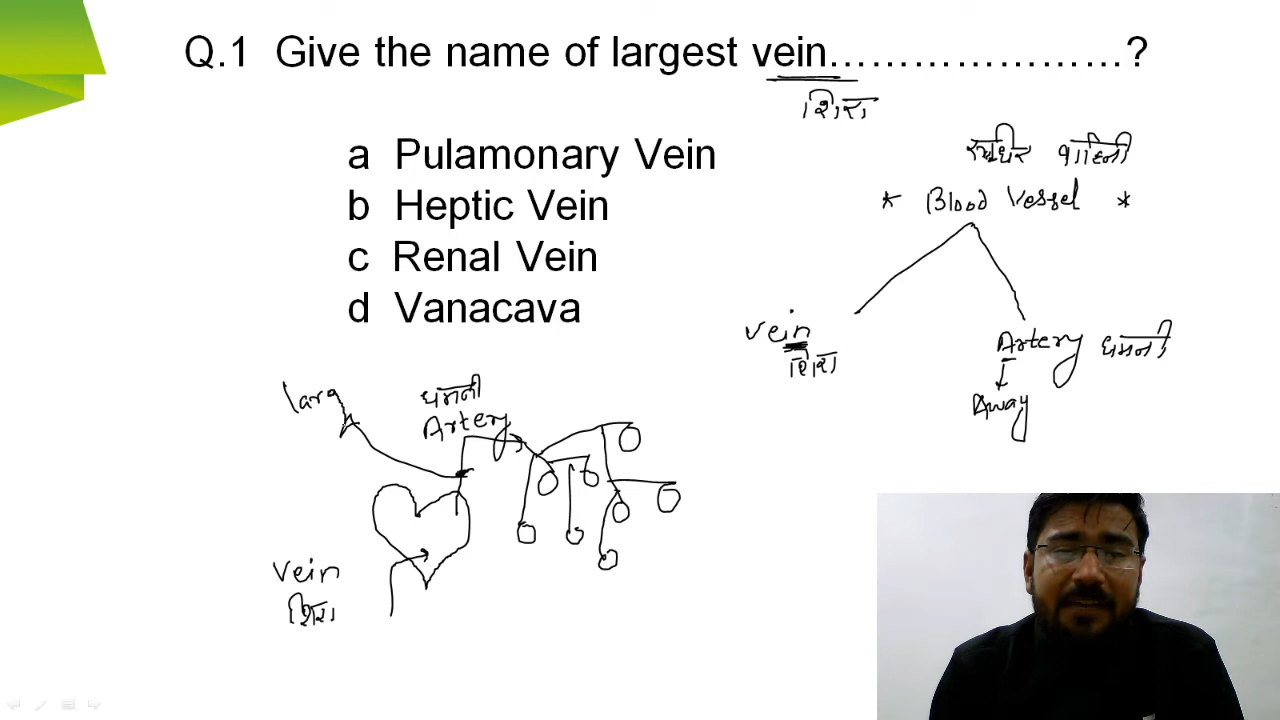 Q.1 Give the name of largest vein.....................?
शिरा
a Pulamonary Vein
b Heptic Vein
c Renal Vein
d Vanacava
वाहिनी
* Blood Vessel *
Vein
शिरा
Artery धमनी
Away
larg
धमनी
Artery
Vein
शिरा